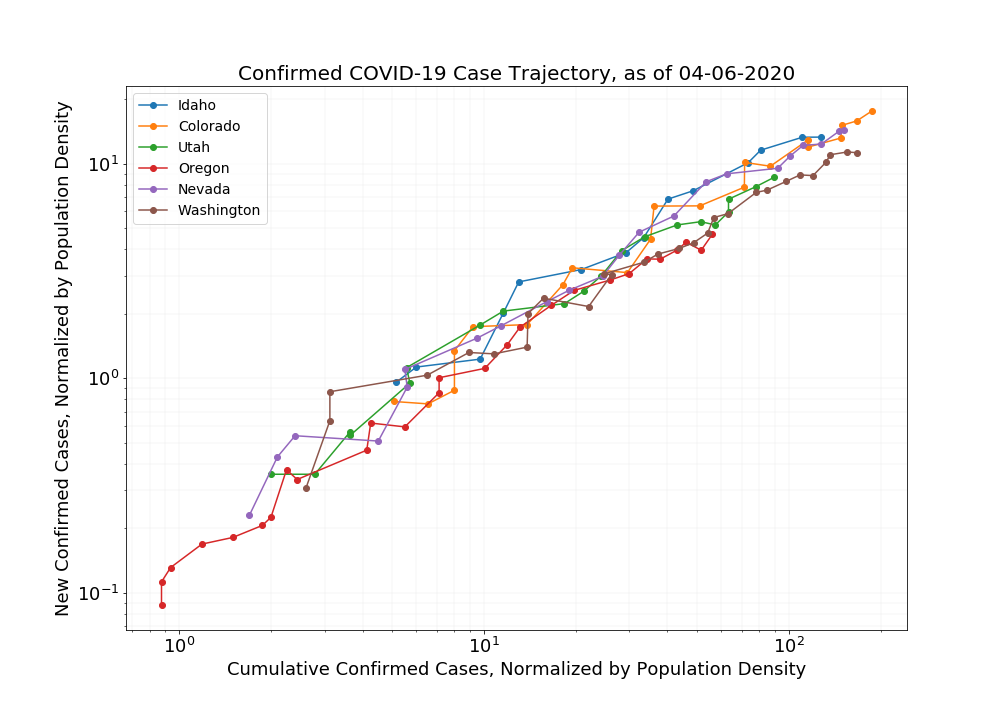 Confirmed COVID-19 Case Trajectory, as of 04-06-2020
Idaho
Colorado
Utah
Oregon
Nevada
Washington
New Confirmed Cases, Normalized by Population Density
10¹
10⁰
10⁻¹
10⁰
10¹
10²
Cumulative Confirmed Cases, Normalized by Population Density